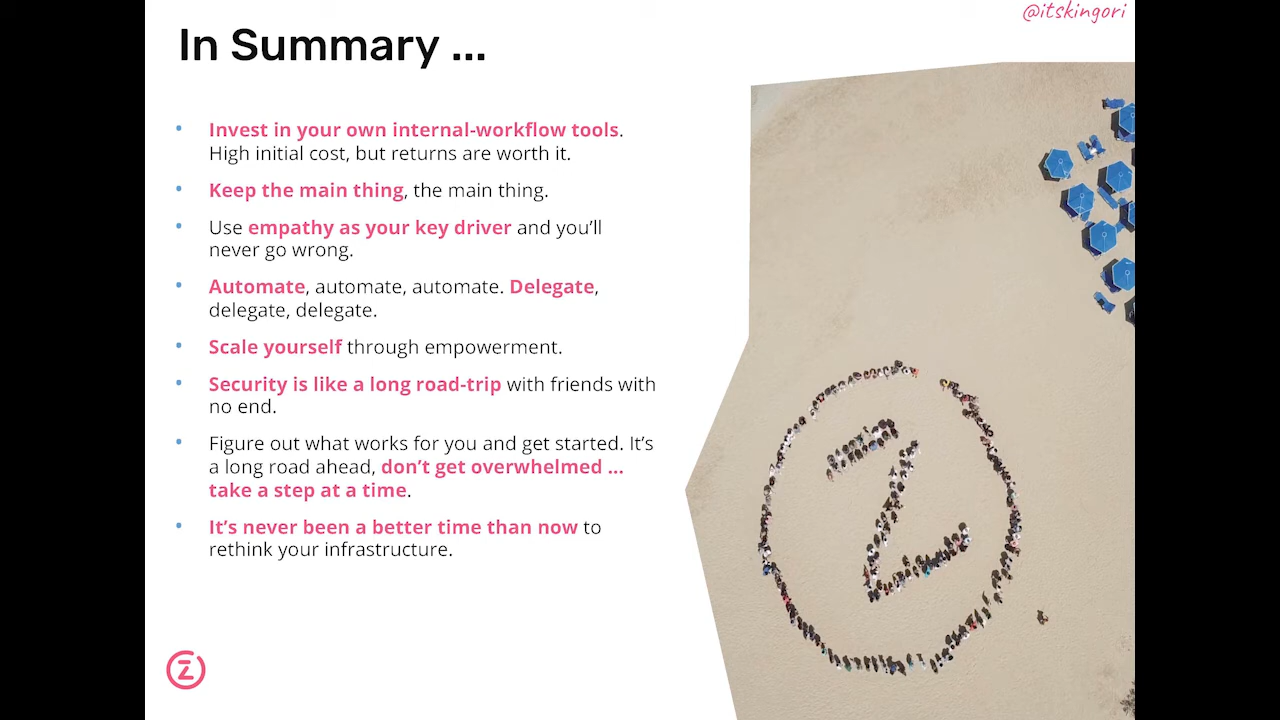 @itskingori
In Summary ...
• Invest in your own internal-workflow tools.
High initial cost, but returns are worth it.
• Keep the main thing, the main thing.
• Use empathy as your key driver and you’ll
never go wrong.
• Automate, automate, automate. Delegate,
delegate, delegate.
• Scale yourself through empowerment.
• Security is like a long road-trip with friends with
no end.
• Figure out what works for you and get started. It’s
a long road ahead, don’t get overwhelmed ...
take a step at a time.
• It’s never been a better time than now to
rethink your infrastructure.
Z
Z